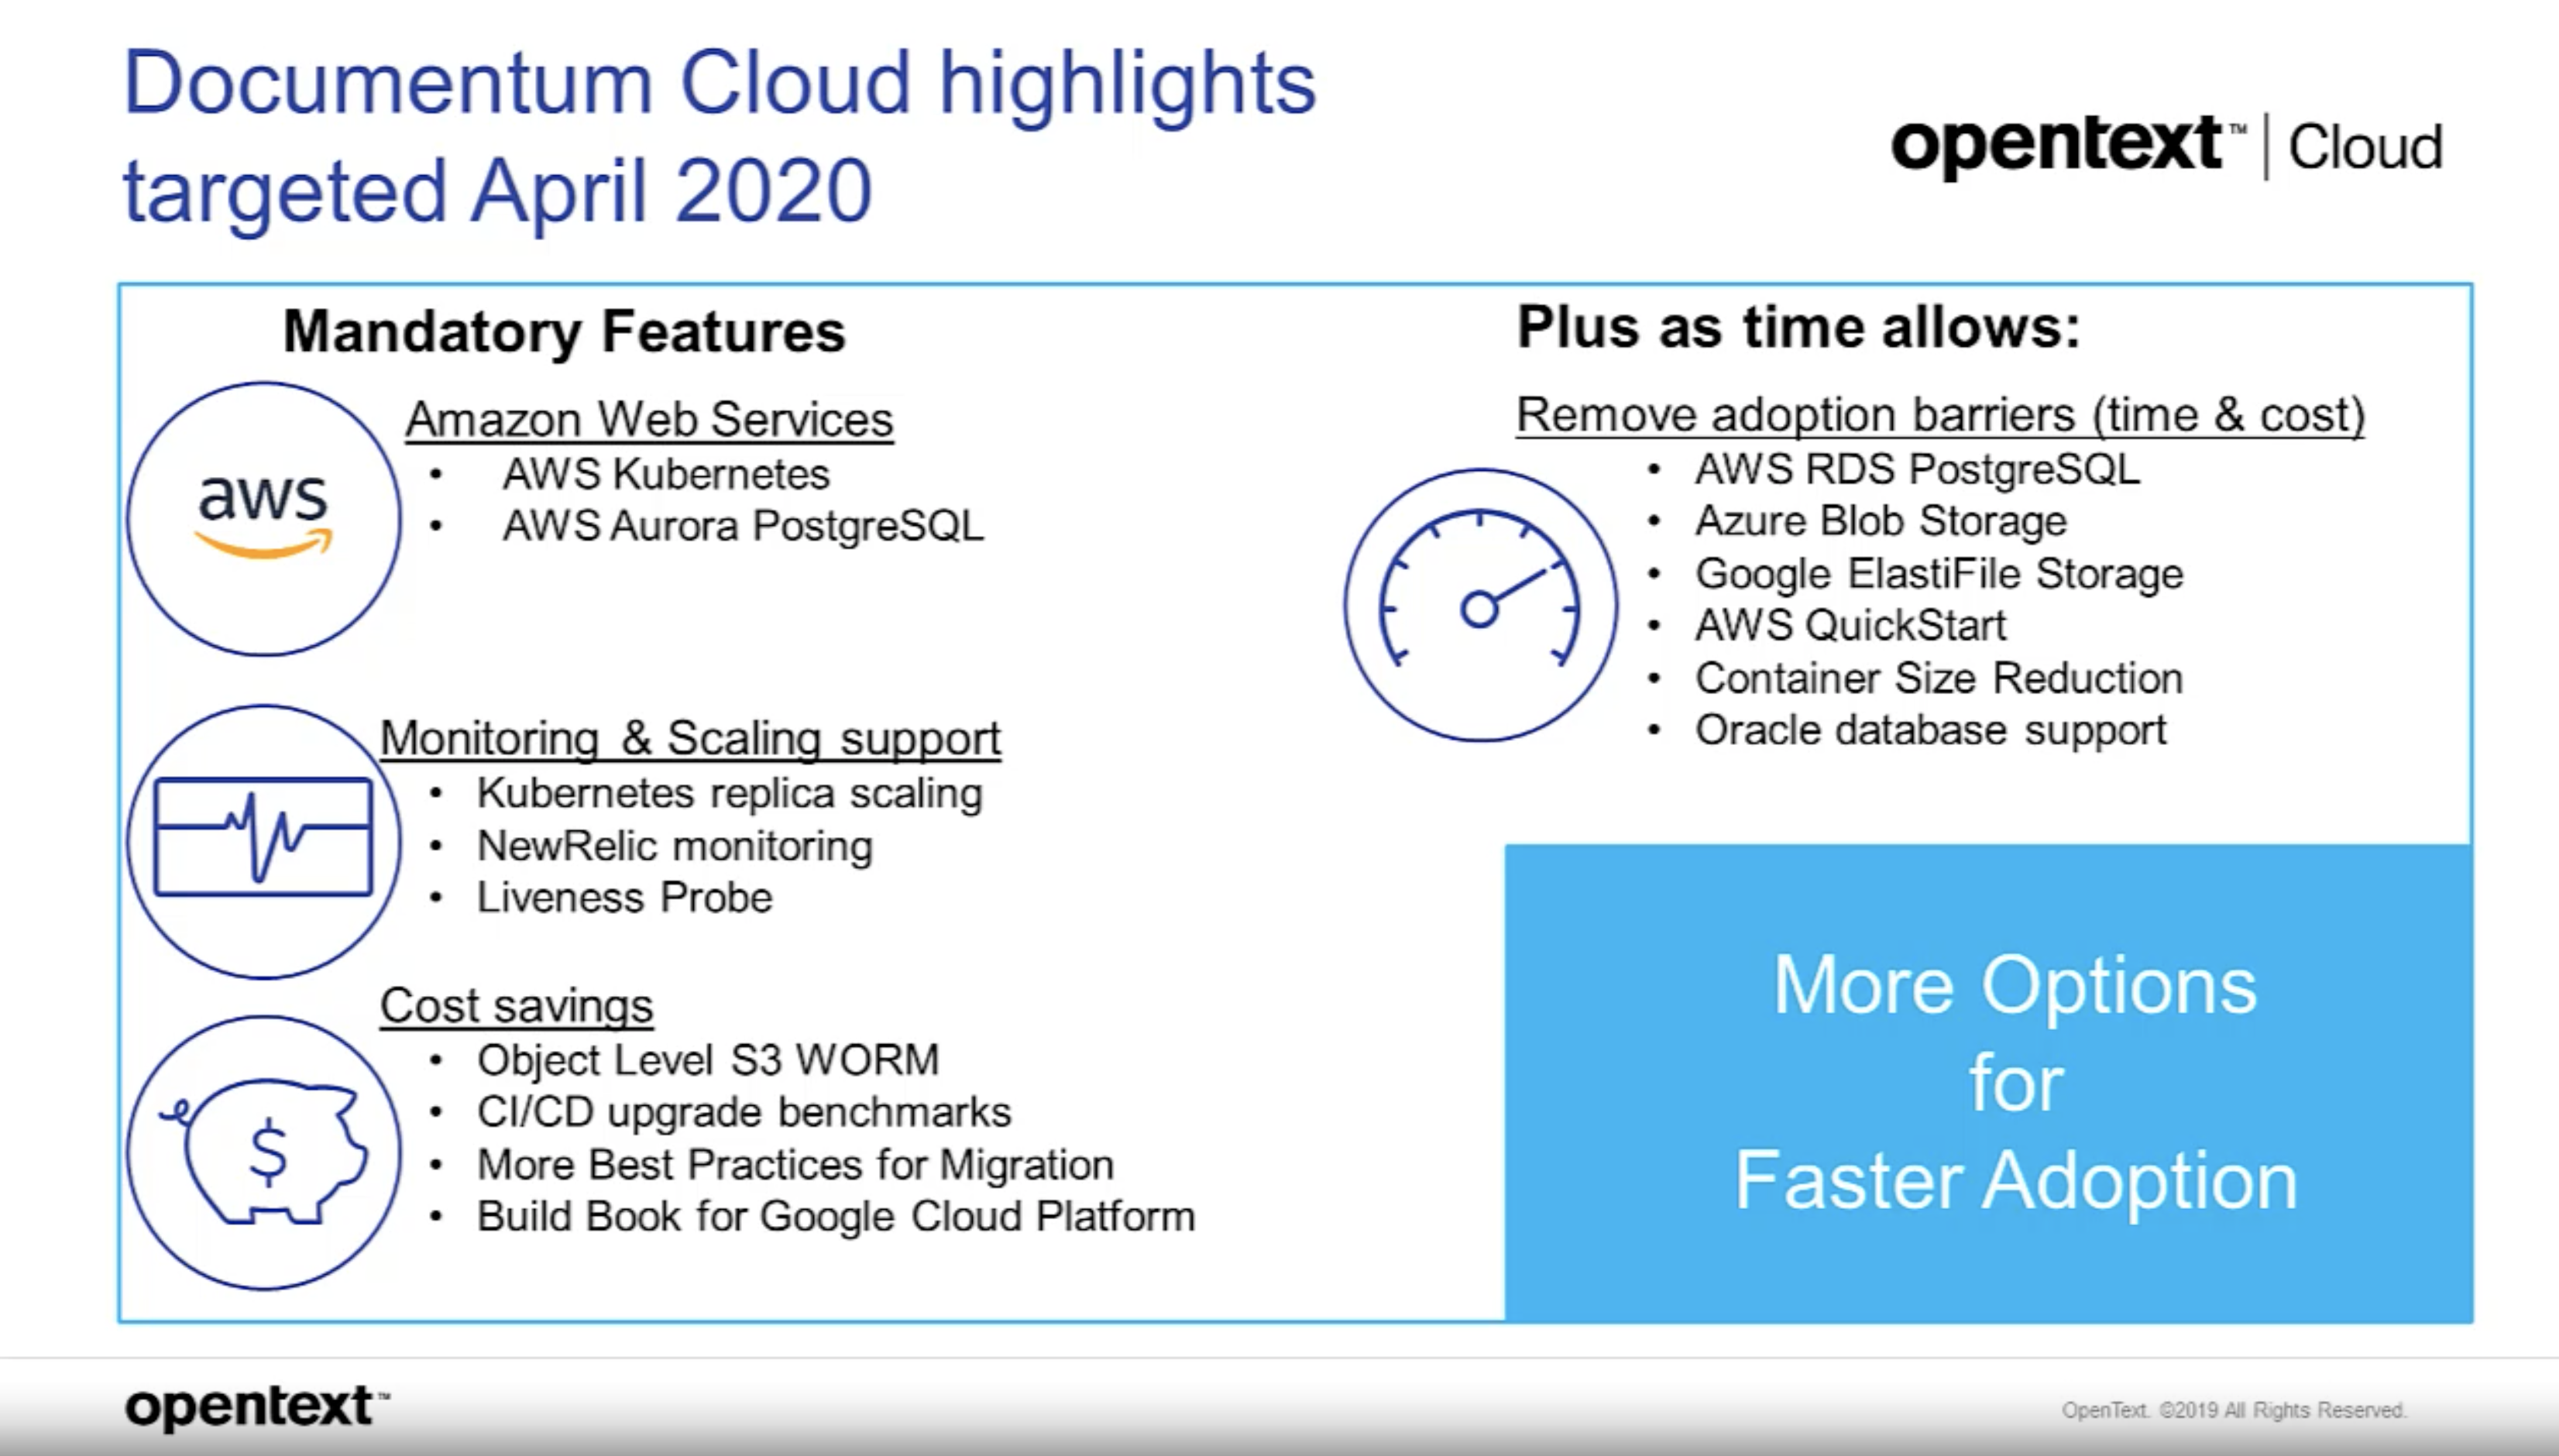 Documentum Cloud highlights
targeted April 2020
opentext™ | Cloud
Mandatory Features
aws
Amazon Web Services
• AWS Kubernetes
• AWS Aurora PostgreSQL
Monitoring & Scaling support
• Kubernetes replica scaling
• NewRelic monitoring
• Liveness Probe
Cost savings
$
• Object Level S3 WORM
• CI/CD upgrade benchmarks
• More Best Practices for Migration
• Build Book for Google Cloud Platform
Plus as time allows:
Remove adoption barriers (time & cost)
• AWS RDS PostgreSQL
• Azure Blob Storage
• Google ElastiFile Storage
• AWS QuickStart
• Container Size Reduction
• Oracle database support
More Options
for
Faster Adoption
opentext™
OpenText. ©2019 All Rights Reserved.